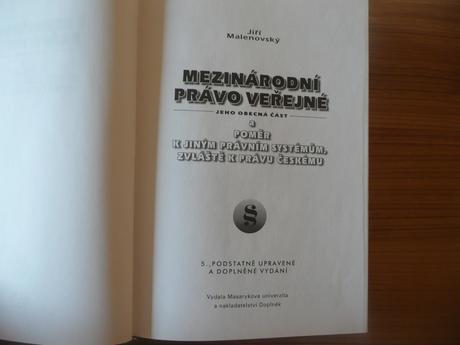 Jiří
Malenovský
MEZINÁRODNÍ
PRÁVO VEŘEJNÉ
JEHO OBECNÁ ČÁST
a
POMĚR
K JINÝM PRÁVNÍM SYSTÉMŮM,
ZVLÁŠTĚ K PRÁVU ČESKÉMU
§
5., PODSTATNĚ UPRAVENÉ
A DOPLNĚNÉ VYDÁNÍ
Vydala Masarykova univerzita
a nakladatelství Doplněk